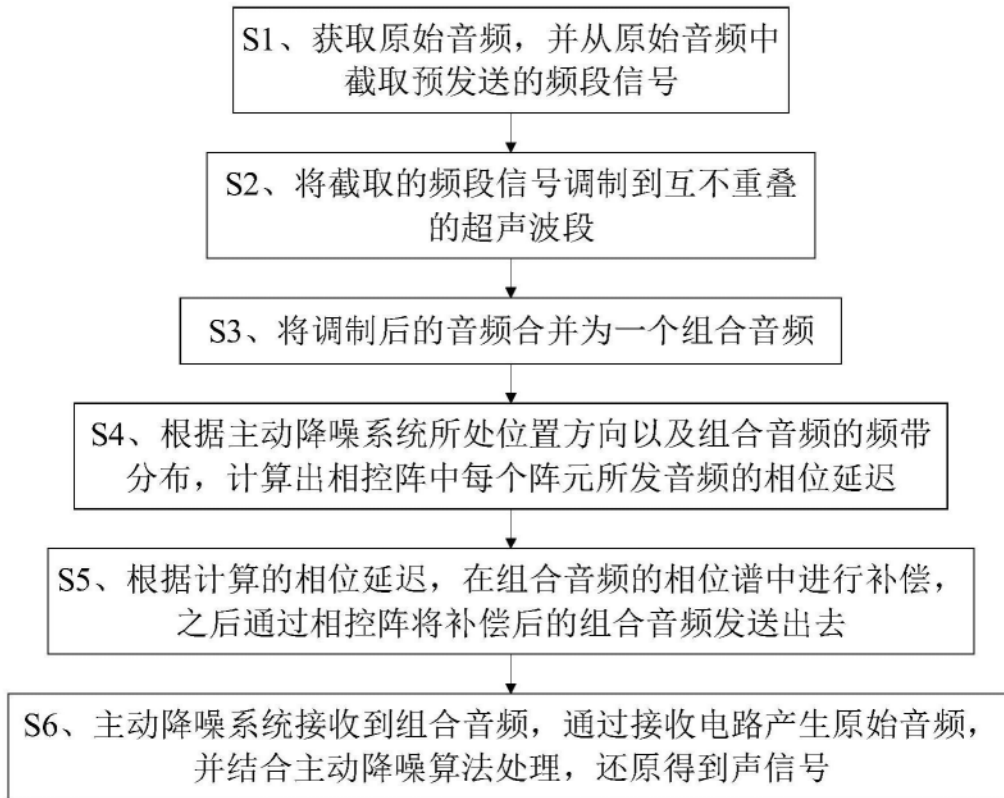 S1、获取原始音频，并从原始音频中
截取预发送的频段信号
S2、将截取的频段信号调制到互不重叠
的超声波段
S3、将调制后的音频合并为一个组合音频
S4、根据主动降噪系统所处位置方向以及组合音频的频带
分布，计算出相控阵中每个阵元所发音频的相位延迟
S5、根据计算的相位延迟，在组合音频的相位谱中进行补偿，
之后通过相控阵将补偿后的组合音频发送出去
S6、主动降噪系统接收到组合音频，通过接收电路产生原始音频，
并结合主动降噪算法处理，还原得到声信号